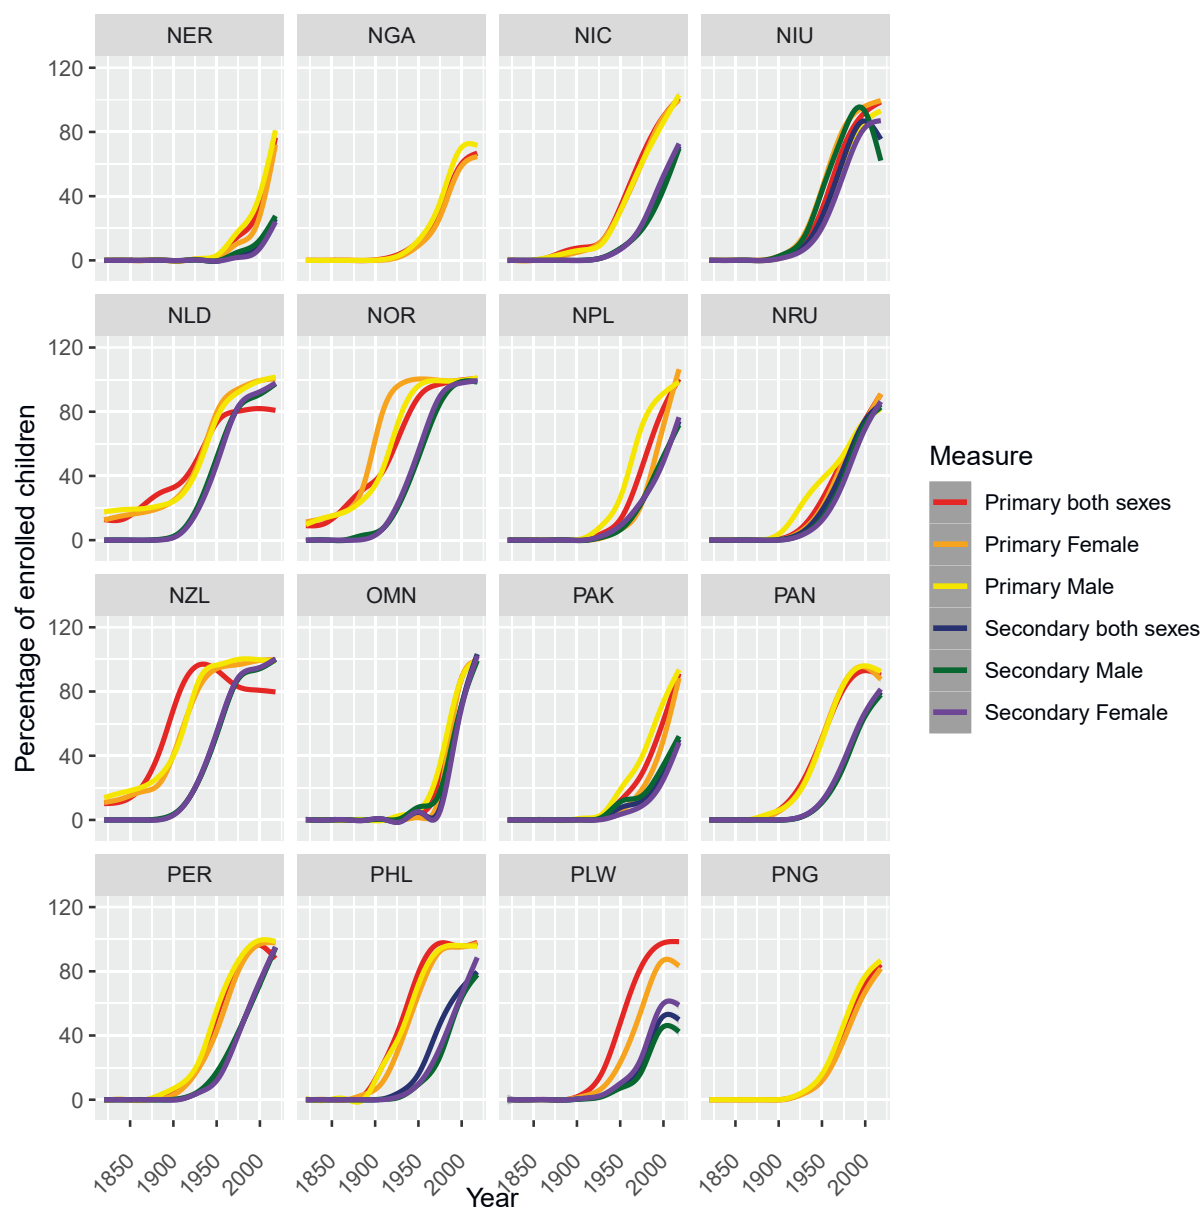 NER NGA NIC NIU
120
80
40
0
NLD NOR NPL NRU
120
80
40
0
NZL OMN PAK PAN
120
80
40
0
PER PHL PLW PNG
120
80
40
0
1850 1900 1950 2000 1850 1900 1950 2000 1850 1900 1950 2000 1850 1900 1950 2000
Year
Percentage of enrolled children
Measure
Primary both sexes
Primary Female
Primary Male
Secondary both sexes
Secondary Male
Secondary Female